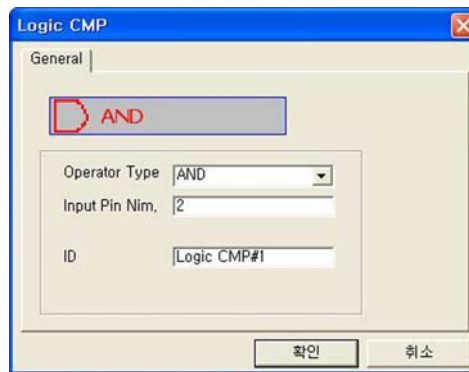 Logic CMP
General
AND
Operator Type AND
Input Pin Nim, 2
ID Logic CMP#1
확인 취소